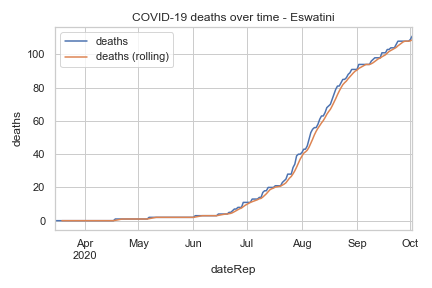 COVID-19 deaths over time - Eswatini
deaths
deaths (rolling)
100
80
60
40
20
0
deaths
Apr May Jun Jul Aug Sep Oct
2020
dateRep